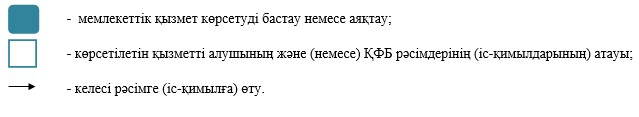 - мемлекеттік қызмет көрсетуді бастау немесе аяқтау;
- көрсетілетін қызметті алушының және (немесе) ҚФБ рәсімдерінің (іс-қимылдарының) атауы;
- келесі рәсімге (іс-қимылға) өту.